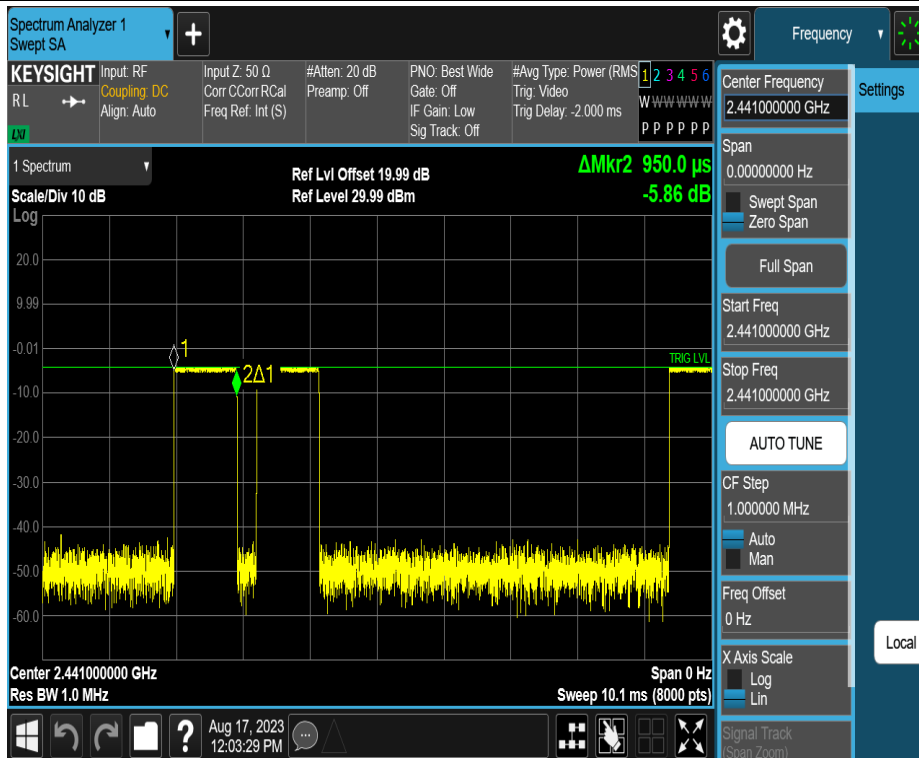 Spectrum Analyzer 1
Swept SA
+
Frequency
KEYSIGHT
R L
LXI
Input: RF
Coupling: DC
Align: Auto
Input Z: 50 Ω
Corr CCorr RCal
Freq Ref: Int (S)
#Atten: 20 dB
Preamp: Off
PNO: Best Wide
Gate: Off
IF Gain: Low
Sig Track: Off
#Avg Type: Power (RMS
Trig: Video
Trig Delay: -2.000 ms
1 2 3 4 5 6
W W W W W W
P P P P P P
1 Spectrum
Scale/Div 10 dB
Log
Ref Lvl Offset 19.99 dB
Ref Level 29.99 dBm
ΔMkr2 950.0 µs
-5.86 dB
20.0
9.99
-0.01
-10.0
-20.0
-30.0
-40.0
-50.0
-60.0
1
2Δ1
TRIG LVL
Center 2.441000000 GHz
Res BW 1.0 MHz
Span 0 Hz
Sweep 10.1 ms (8000 pts)
?
Aug 17, 2023
12:03:29 PM
Center Frequency
2.441000000 GHz
Span
0.00000000 Hz
Swept Span
Zero Span
Full Span
Start Freq
2.441000000 GHz
Stop Freq
2.441000000 GHz
AUTO TUNE
CF Step
1.000000 MHz
Auto
Man
Freq Offset
0 Hz
X Axis Scale
Log
Lin
Signal Track
(Span Zoom)
Settings
Local